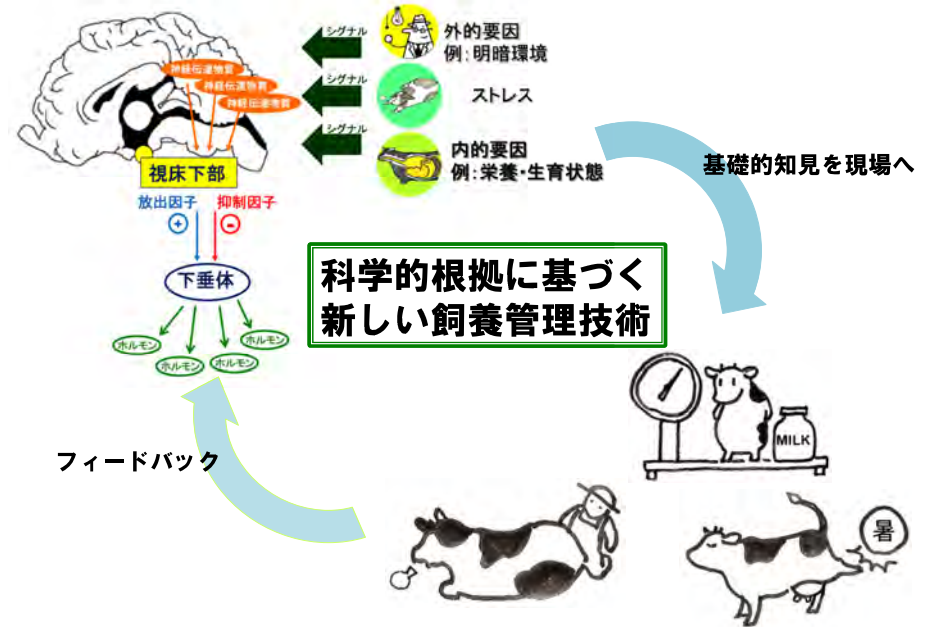 シグナル
外的要因
例：明暗環境
神経伝達物質
神経伝達物質
神経伝達物質
シグナル
ストレス
シグナル
内的要因
例：栄養・生育状態
視床下部
放出因子
抑制因子
+
-
下垂体
ホルモン
ホルモン
ホルモン
ホルモン
基礎的知見を現場へ
科学的根拠に基づく
新しい飼養管理技術
フィードバック
MILK
暑